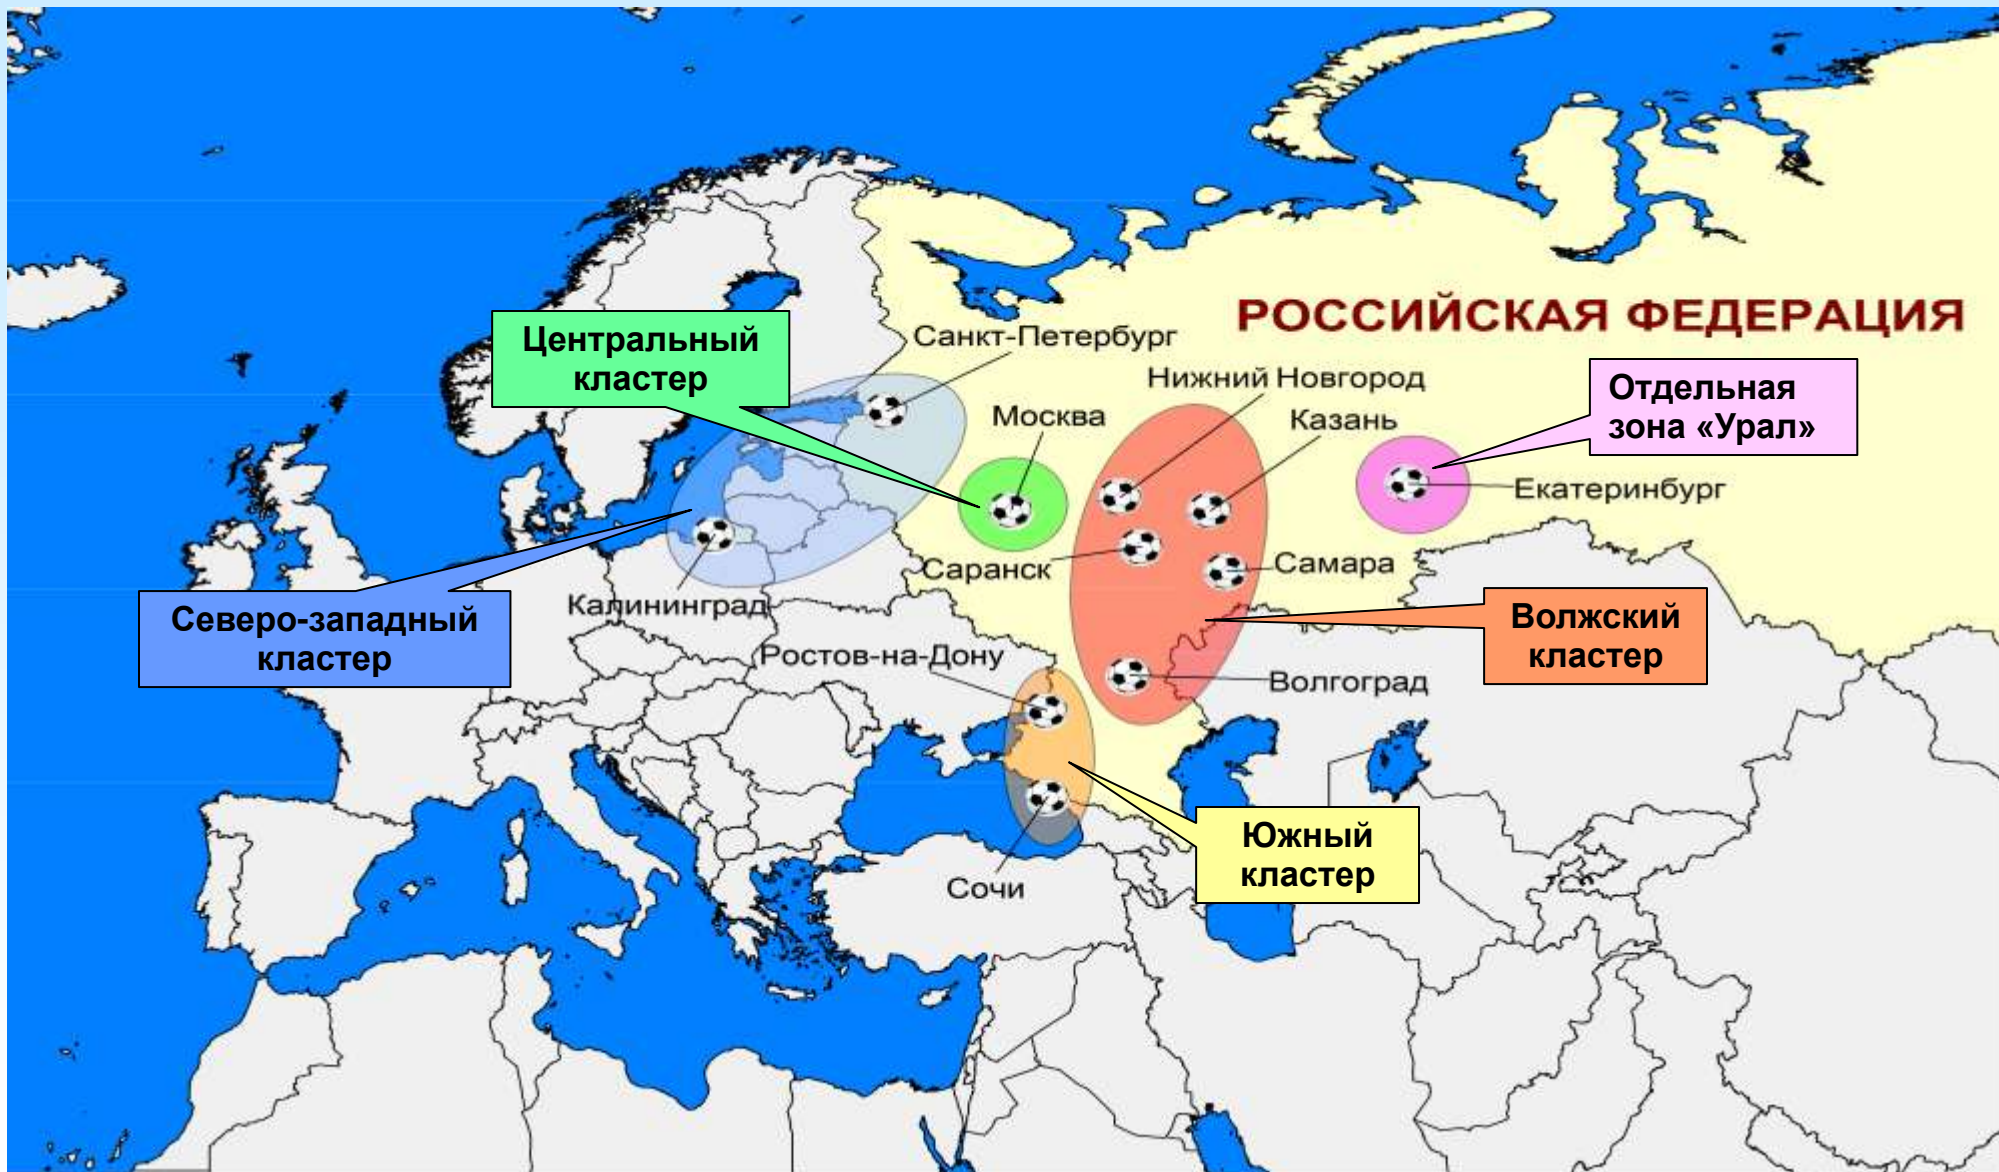 РОССИЙСКАЯ ФЕДЕРАЦИЯ
Центральный
кластер
Санкт-Петербург
Нижний Новгород
Москва
Казань
Отдельная
зона «Урал»
Екатеринбург
Саранск
Самара
Северо-западный
кластер
Калининград
Ростов-на-Дону
Волжский
кластер
Волгоград
Южный
кластер
Сочи